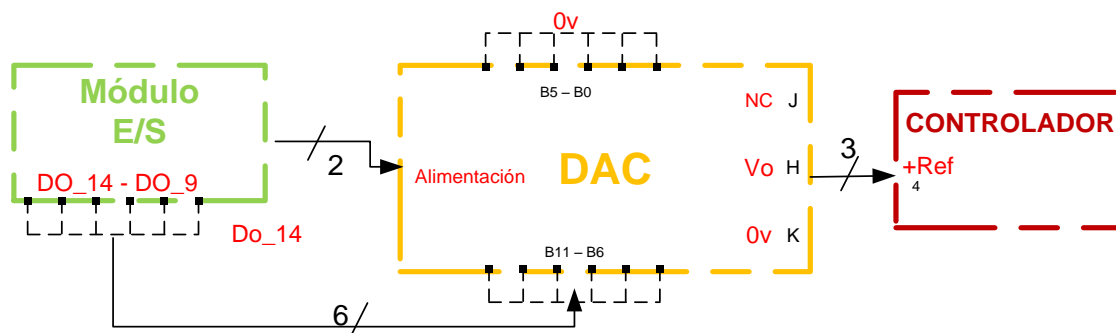 0v
Módulo
E/S
B5 – B0
NC J
CONTROLADOR
2
Alimentación
DAC
Vo H
3
+Ref
4
DO_14 - DO_9
Do_14
0v K
B11 – B6
6